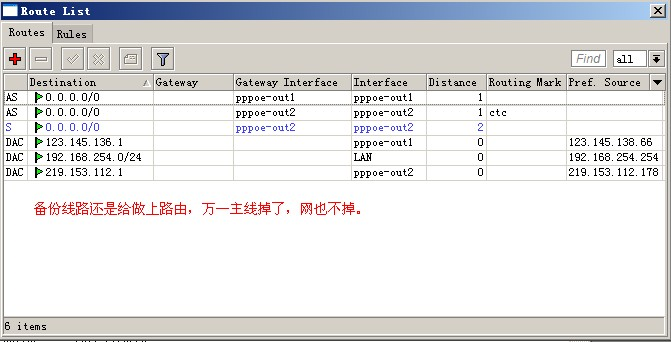 Route List
Routes Rules
Find all
Destination Gateway Gateway Interface Interface Distance Routing Mark Pref. Source
AS 0.0.0.0/0 pppoe-out1 pppoe-out1 1
AS 0.0.0.0/0 pppoe-out2 pppoe-out2 1 ctc
S 0.0.0.0/0 pppoe-out2 pppoe-out2 2
DAC 123.145.136.1 pppoe-out1 0 123.145.138.66
DAC 192.168.254.0/24 LAN 0 192.168.254.254
DAC 219.153.112.1 pppoe-out2 0 219.153.112.178
备份线路还是给做上路由，万一主线掉了，网也不掉。
6 items